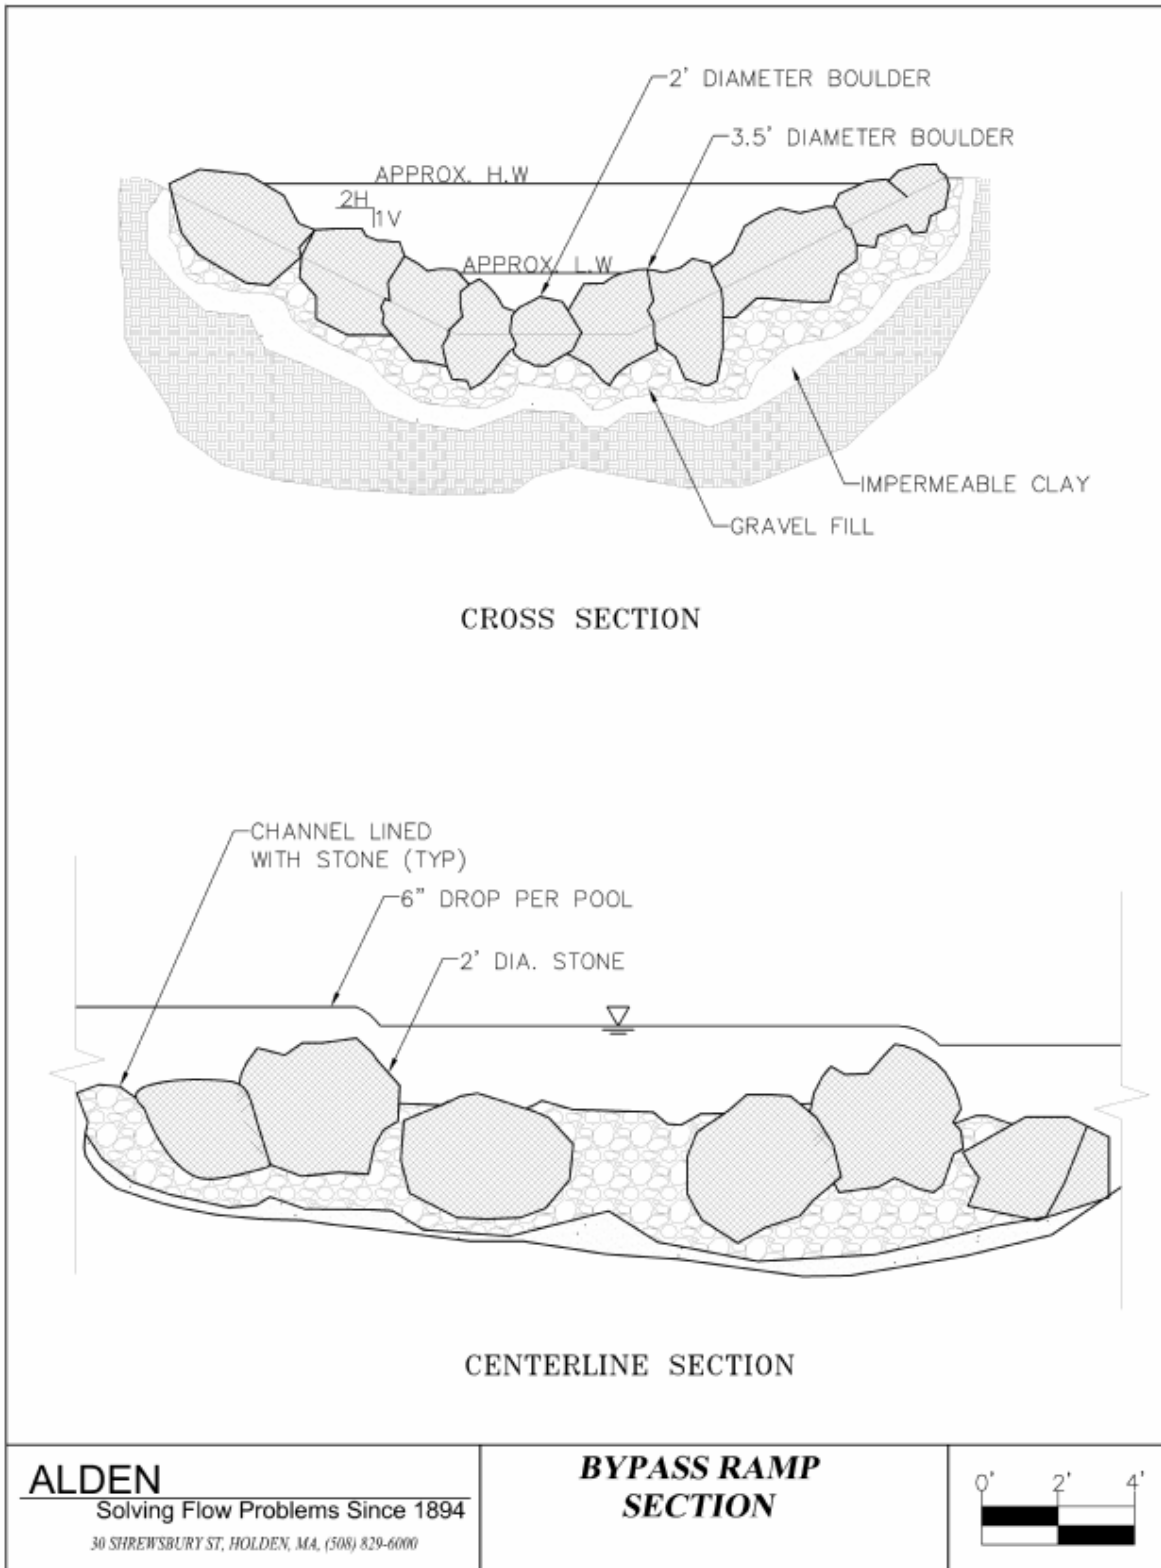 2' DIAMETER BOULDER
3.5' DIAMETER BOULDER
APPROX. H.W
2H
1V
APPROX. L.W
IMPERMEABLE CLAY
GRAVEL FILL
CROSS SECTION
CHANNEL LINED
WITH STONE (TYP)
6" DROP PER POOL
2' DIA. STONE
CENTERLINE SECTION
ALDEN
Solving Flow Problems Since 1894
30 SHREWSBURY ST, HOLDEN, MA, (508) 829-6000
BYPASS RAMP
SECTION
0' 2' 4'